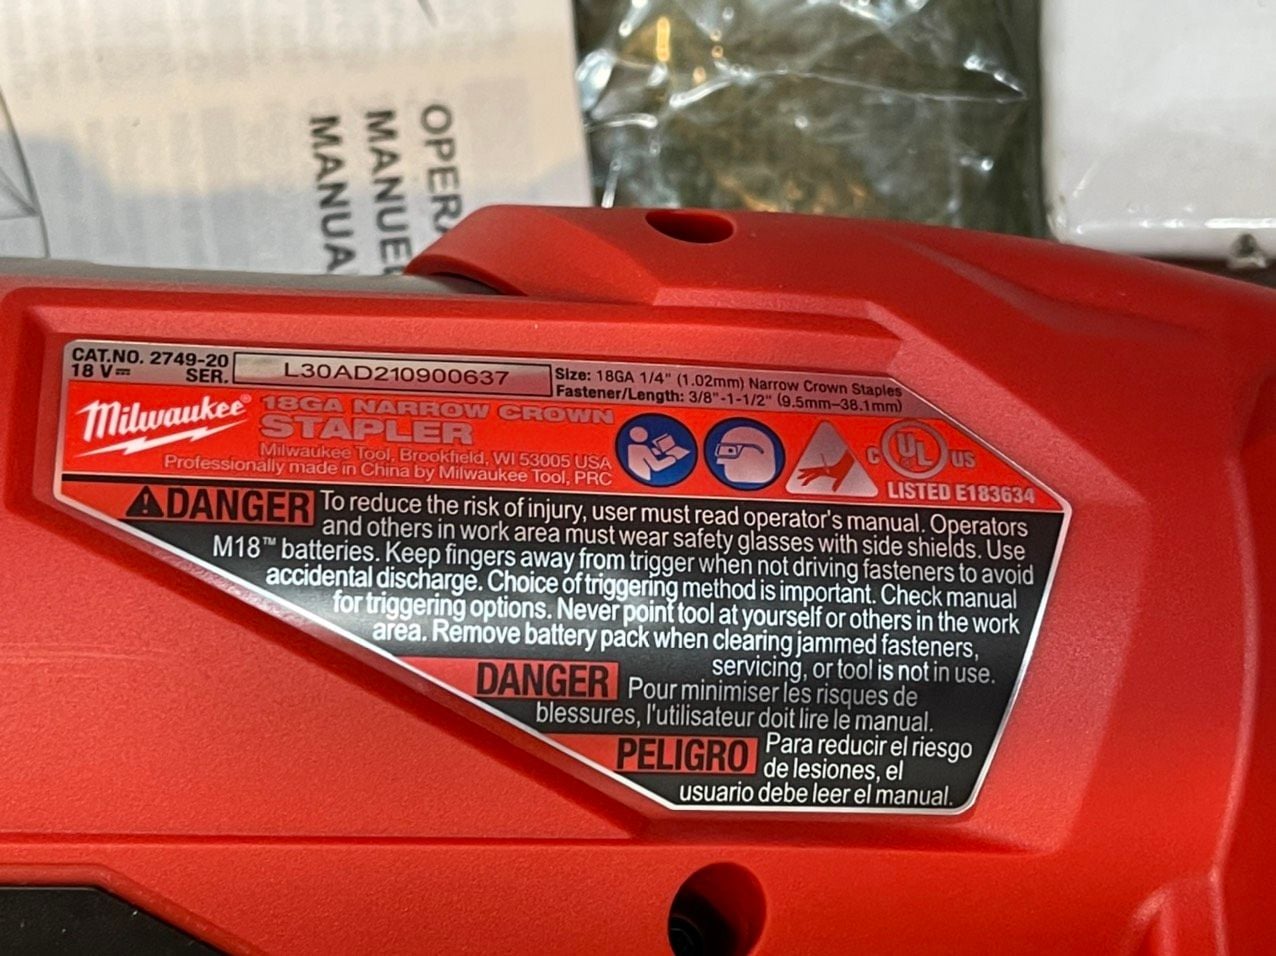 OPERA
MANUEL
MANUA
CAT.NO. 2749-20
18 V⎓ SER. L30AD210900637
Size: 18GA 1/4" (1.02mm) Narrow Crown Staples
Fastener/Length: 3/8"-1-1/2" (9.5mm–38.1mm)
Milwaukee®
18GA NARROW CROWN
STAPLER
Milwaukee Tool, Brookfield, WI 53005 USA
Professionally made in China by Milwaukee Tool, PRC
C UL US
LISTED E183634
DANGER To reduce the risk of injury, user must read operator's manual. Operators
and others in work area must wear safety glasses with side shields. Use
M18™ batteries. Keep fingers away from trigger when not driving fasteners to avoid
accidental discharge. Choice of triggering method is important. Check manual
for triggering options. Never point tool at yourself or others in the work
area. Remove battery pack when clearing jammed fasteners,
servicing, or tool is not in use.
DANGER Pour minimiser les risques de
blessures, l'utilisateur doit lire le manual.
PELIGRO Para reducir el riesgo
de lesiones, el
usuario debe leer el manual.